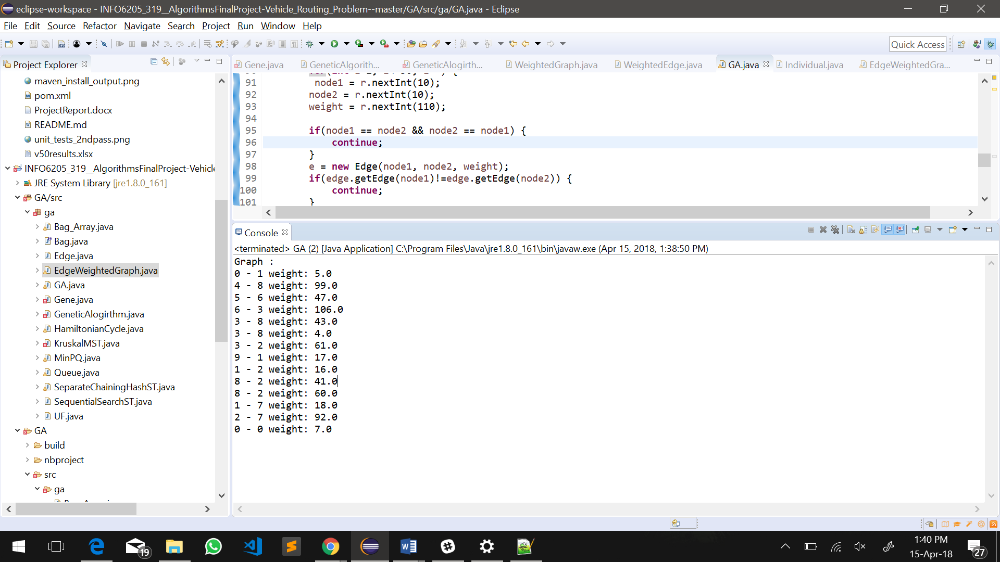 eclipse-workspace - INFO6205_319__AlgorithmsFinalProject-Vehicle_Routing_Problem--master/GA/src/ga/GA.java - Eclipse
File Edit Source Refactor Navigate Search Project Run Window Help
Quick Access
Project Explorer
maven_install_output.png
pom.xml
ProjectReport.docx
README.md
unit_tests_2ndpass.png
v50results.xlsx
INFO6205_319__AlgorithmsFinalProject-Vehicle
JRE System Library [jre1.8.0_161]
GA/src
ga
Bag_Array.java
Bag.java
Edge.java
EdgeWeightedGraph.java
GA.java
Gene.java
GeneticAlogirthm.java
HamiltonianCycle.java
KruskalMST.java
MinPQ.java
Queue.java
SeparateChainingHashST.java
SequentialSearchST.java
UF.java
GA
build
nbproject
src
ga
Gene.java GeneticAlgorith... GeneticAlogirth... WeightedGraph.java WeightedEdge.java GA.java Individual.java EdgeWeightedGra...
91 node1 = r.nextInt(10);
92 node2 = r.nextInt(10);
93 weight = r.nextInt(110);
94
95 if(node1 == node2 && node2 == node1) {
96 continue;
97 }
98 e = new Edge(node1, node2, weight);
99 if(edge.getEdge(node1)!=edge.getEdge(node2)) {
100 continue;
101 }
Console
<terminated> GA (2) [Java Application] C:\Program Files\Java\jre1.8.0_161\bin\javaw.exe (Apr 15, 2018, 1:38:50 PM)
Graph :
0 - 1 weight: 5.0
4 - 8 weight: 99.0
5 - 6 weight: 47.0
6 - 3 weight: 106.0
3 - 8 weight: 43.0
3 - 8 weight: 4.0
3 - 2 weight: 61.0
9 - 1 weight: 17.0
1 - 2 weight: 16.0
8 - 2 weight: 41.0
8 - 2 weight: 60.0
1 - 7 weight: 18.0
2 - 7 weight: 92.0
0 - 0 weight: 7.0
19
1:40 PM
15-Apr-18
27